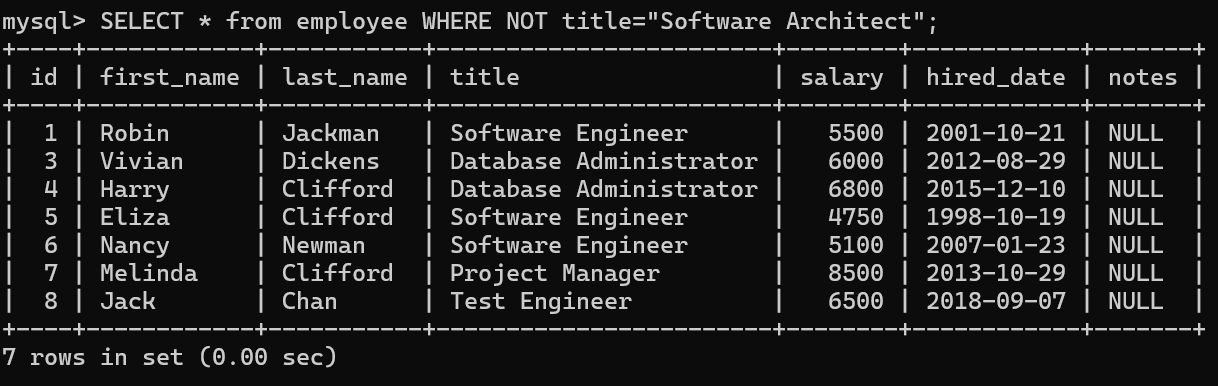 mysql> SELECT * from employee WHERE NOT title="Software Architect";
+----+------------+-----------+------------------------+--------+------------+-------+
| id | first_name | last_name | title                  | salary | hired_date | notes |
+----+------------+-----------+------------------------+--------+------------+-------+
|  1 | Robin      | Jackman   | Software Engineer      |   5500 | 2001-10-21 | NULL  |
|  3 | Vivian     | Dickens   | Database Administrator |   6000 | 2012-08-29 | NULL  |
|  4 | Harry      | Clifford  | Database Administrator |   6800 | 2015-12-10 | NULL  |
|  5 | Eliza      | Clifford  | Software Engineer      |   4750 | 1998-10-19 | NULL  |
|  6 | Nancy      | Newman    | Software Engineer      |   5100 | 2007-01-23 | NULL  |
|  7 | Melinda    | Clifford  | Project Manager        |   8500 | 2013-10-29 | NULL  |
|  8 | Jack       | Chan      | Test Engineer          |   6500 | 2018-09-07 | NULL  |
+----+------------+-----------+------------------------+--------+------------+-------+
7 rows in set (0.00 sec)